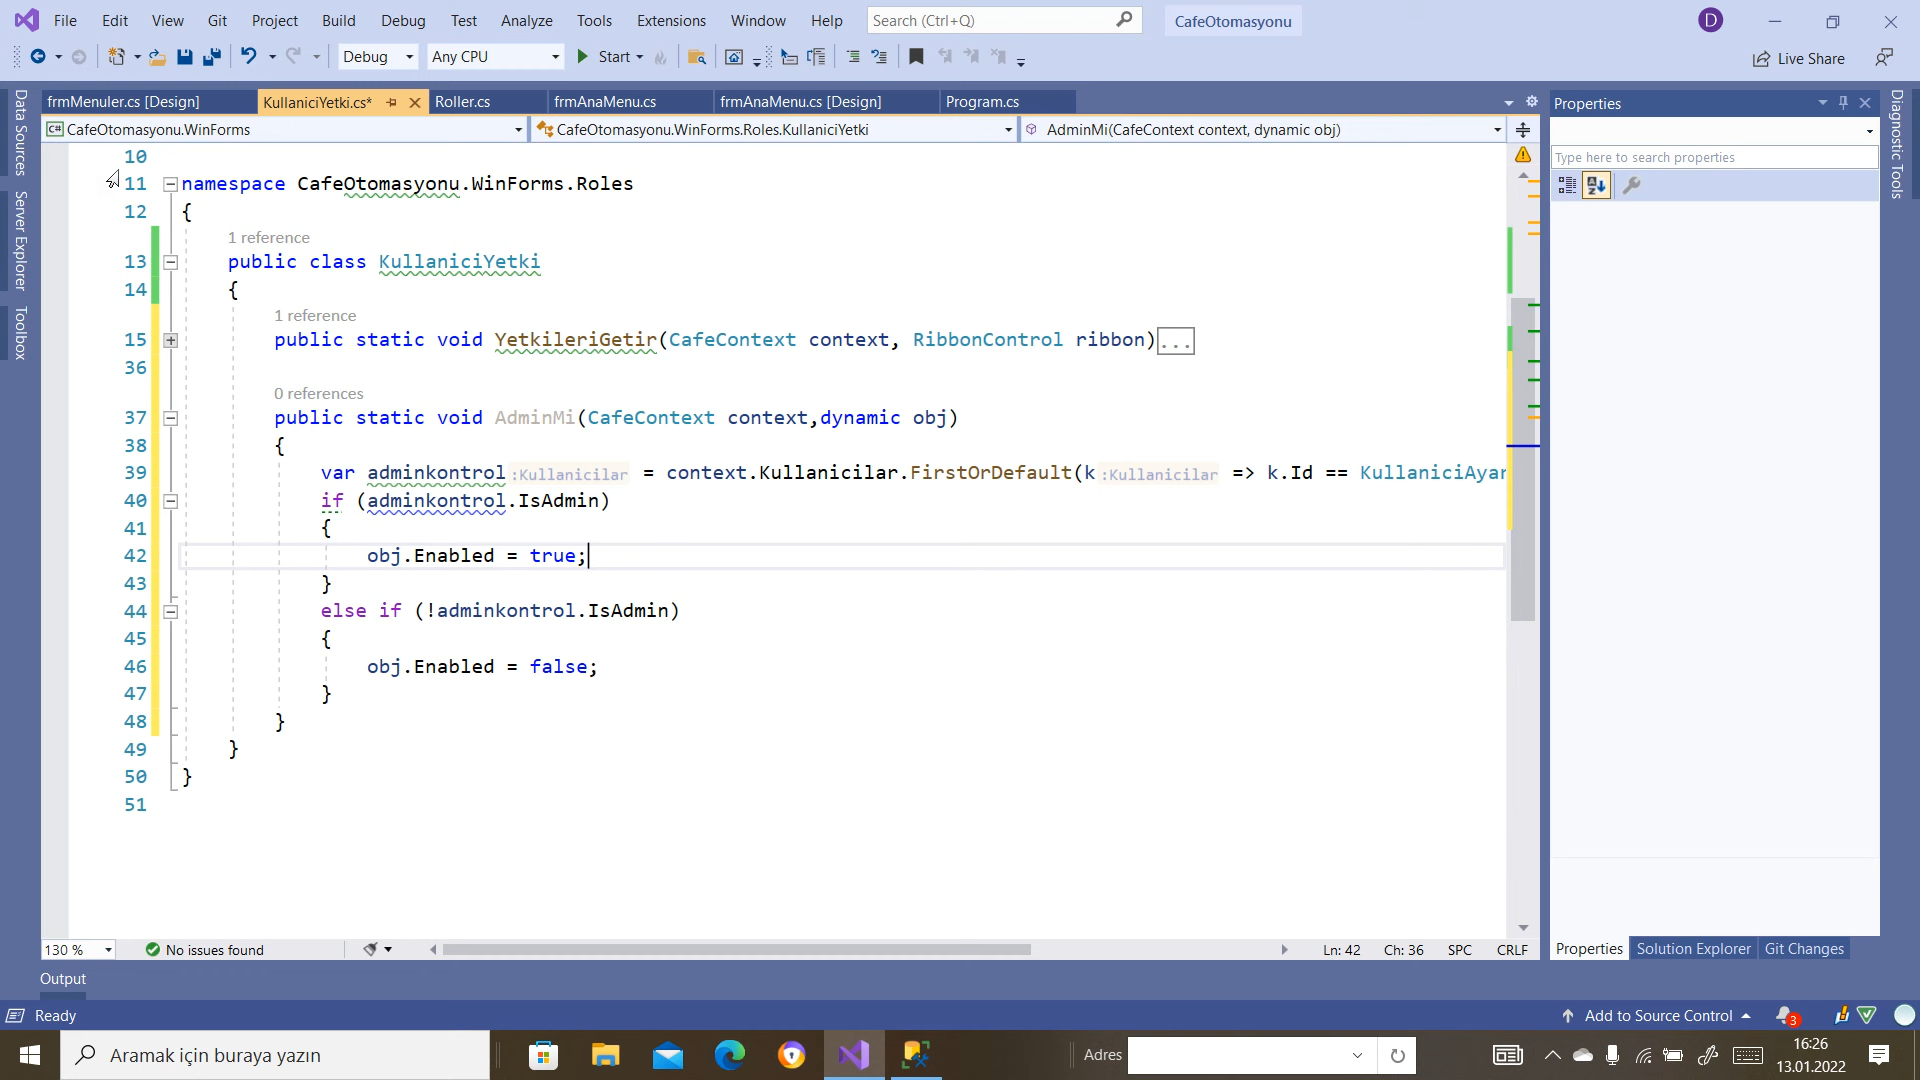 File Edit View Git Project Build Debug Test Analyze Tools Extensions Window Help Search (Ctrl+Q) CafeOtomasyonu D
Debug Any CPU Start Live Share
frmMenuler.cs [Design] KullaniciYetki.cs* Roller.cs frmAnaMenu.cs frmAnaMenu.cs [Design] Program.cs
CafeOtomasyonu.WinForms CafeOtomasyonu.WinForms.Roles.KullaniciYetki AdminMi(CafeContext context, dynamic obj)
Data Sources
Server Explorer
Toolbox
10
11 namespace CafeOtomasyonu.WinForms.Roles
12 {
1 reference
13 public class KullaniciYetki
14 {
1 reference
15 public static void YetkileriGetir(CafeContext context, RibbonControl ribbon)...
36
0 references
37 public static void AdminMi(CafeContext context,dynamic obj)
38 {
39 var adminkontrol :Kullanicilar = context.Kullanicilar.FirstOrDefault(k :Kullanicilar => k.Id == KullaniciAyar
40 if (adminkontrol.IsAdmin)
41 {
42 obj.Enabled = true;
43 }
44 else if (!adminkontrol.IsAdmin)
45 {
46 obj.Enabled = false;
47 }
48 }
49 }
50 }
51
130 % No issues found Ln: 42 Ch: 36 SPC CRLF
Properties
Type here to search properties
Diagnostic Tools
Properties Solution Explorer Git Changes
Output
Ready Add to Source Control 3
Aramak için buraya yazın Adres 16:26
13.01.2022